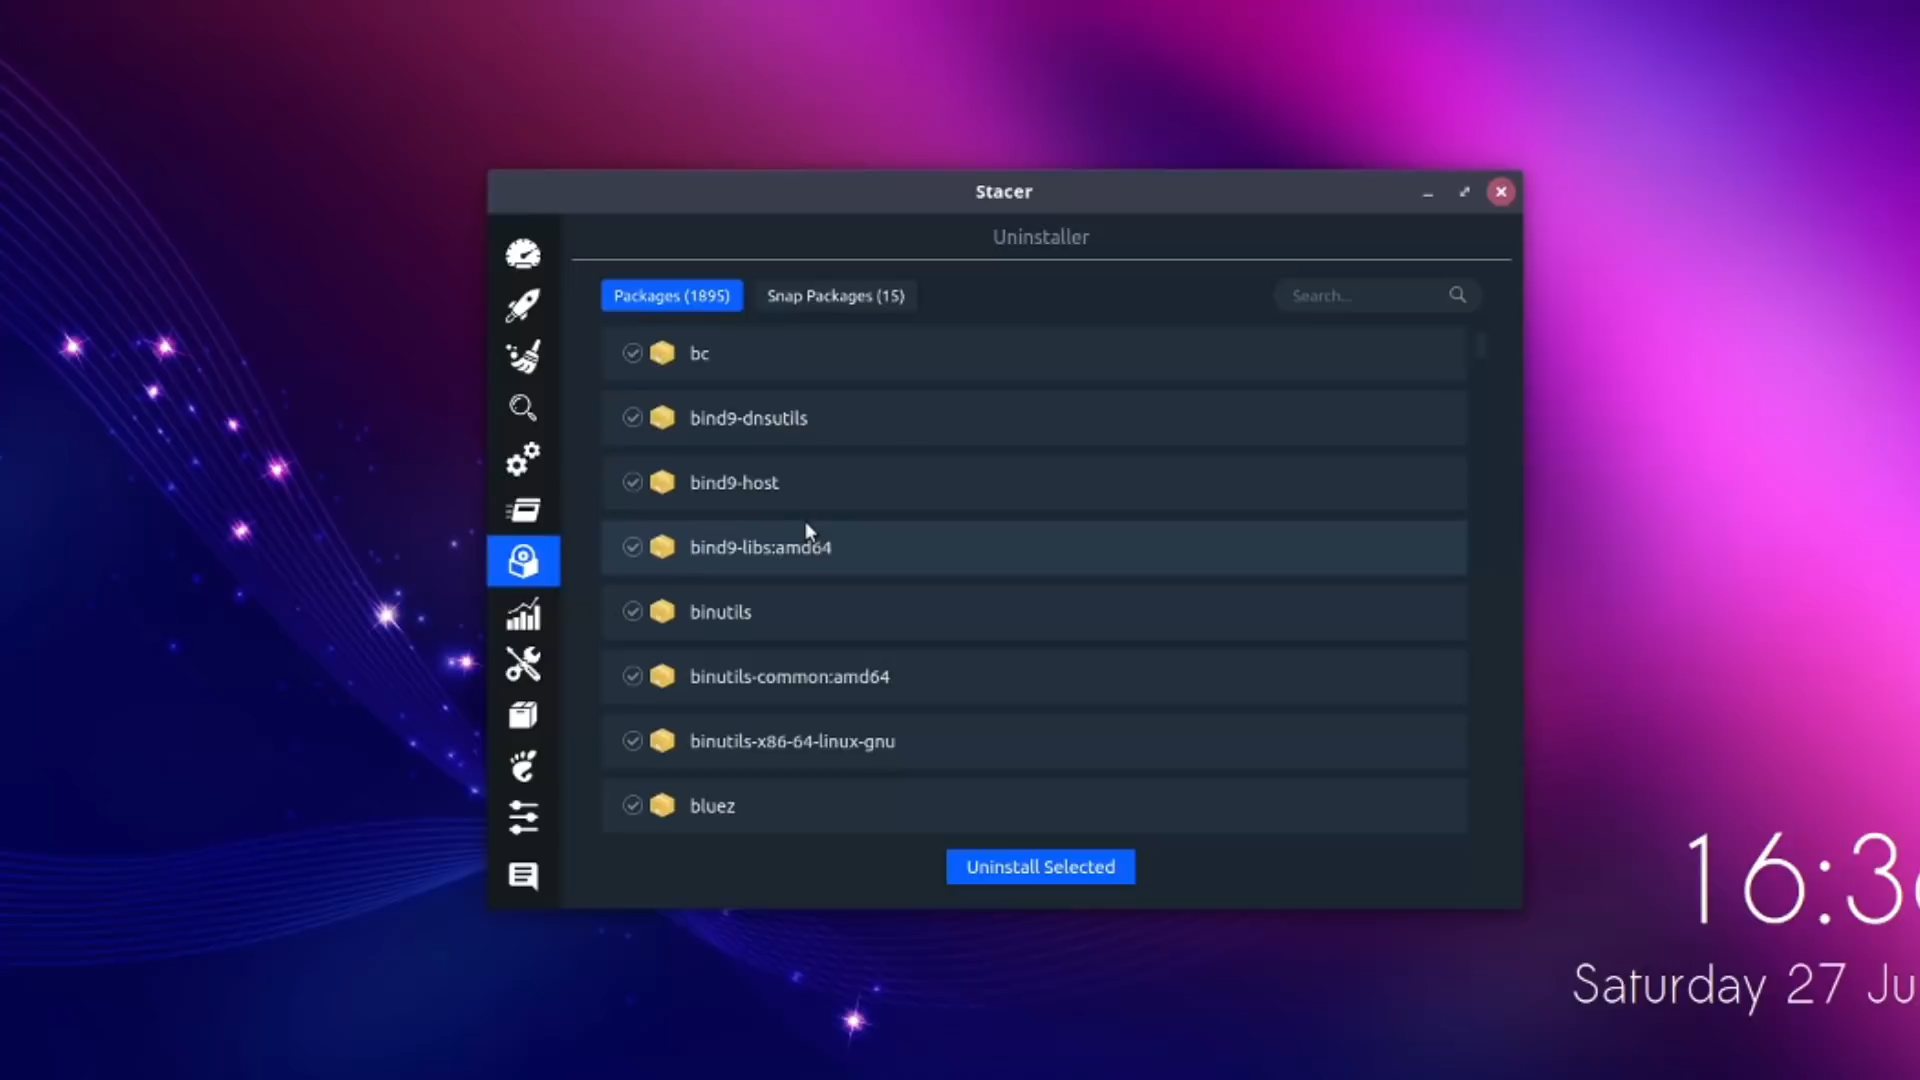 Stacer
Uninstaller
Packages (1895)
Snap Packages (15)
Search...
bc
bind9-dnsutils
bind9-host
bind9-libs:amd64
binutils
binutils-common:amd64
binutils-x86-64-linux-gnu
bluez
Uninstall Selected
16:3
Saturday 27 Ju